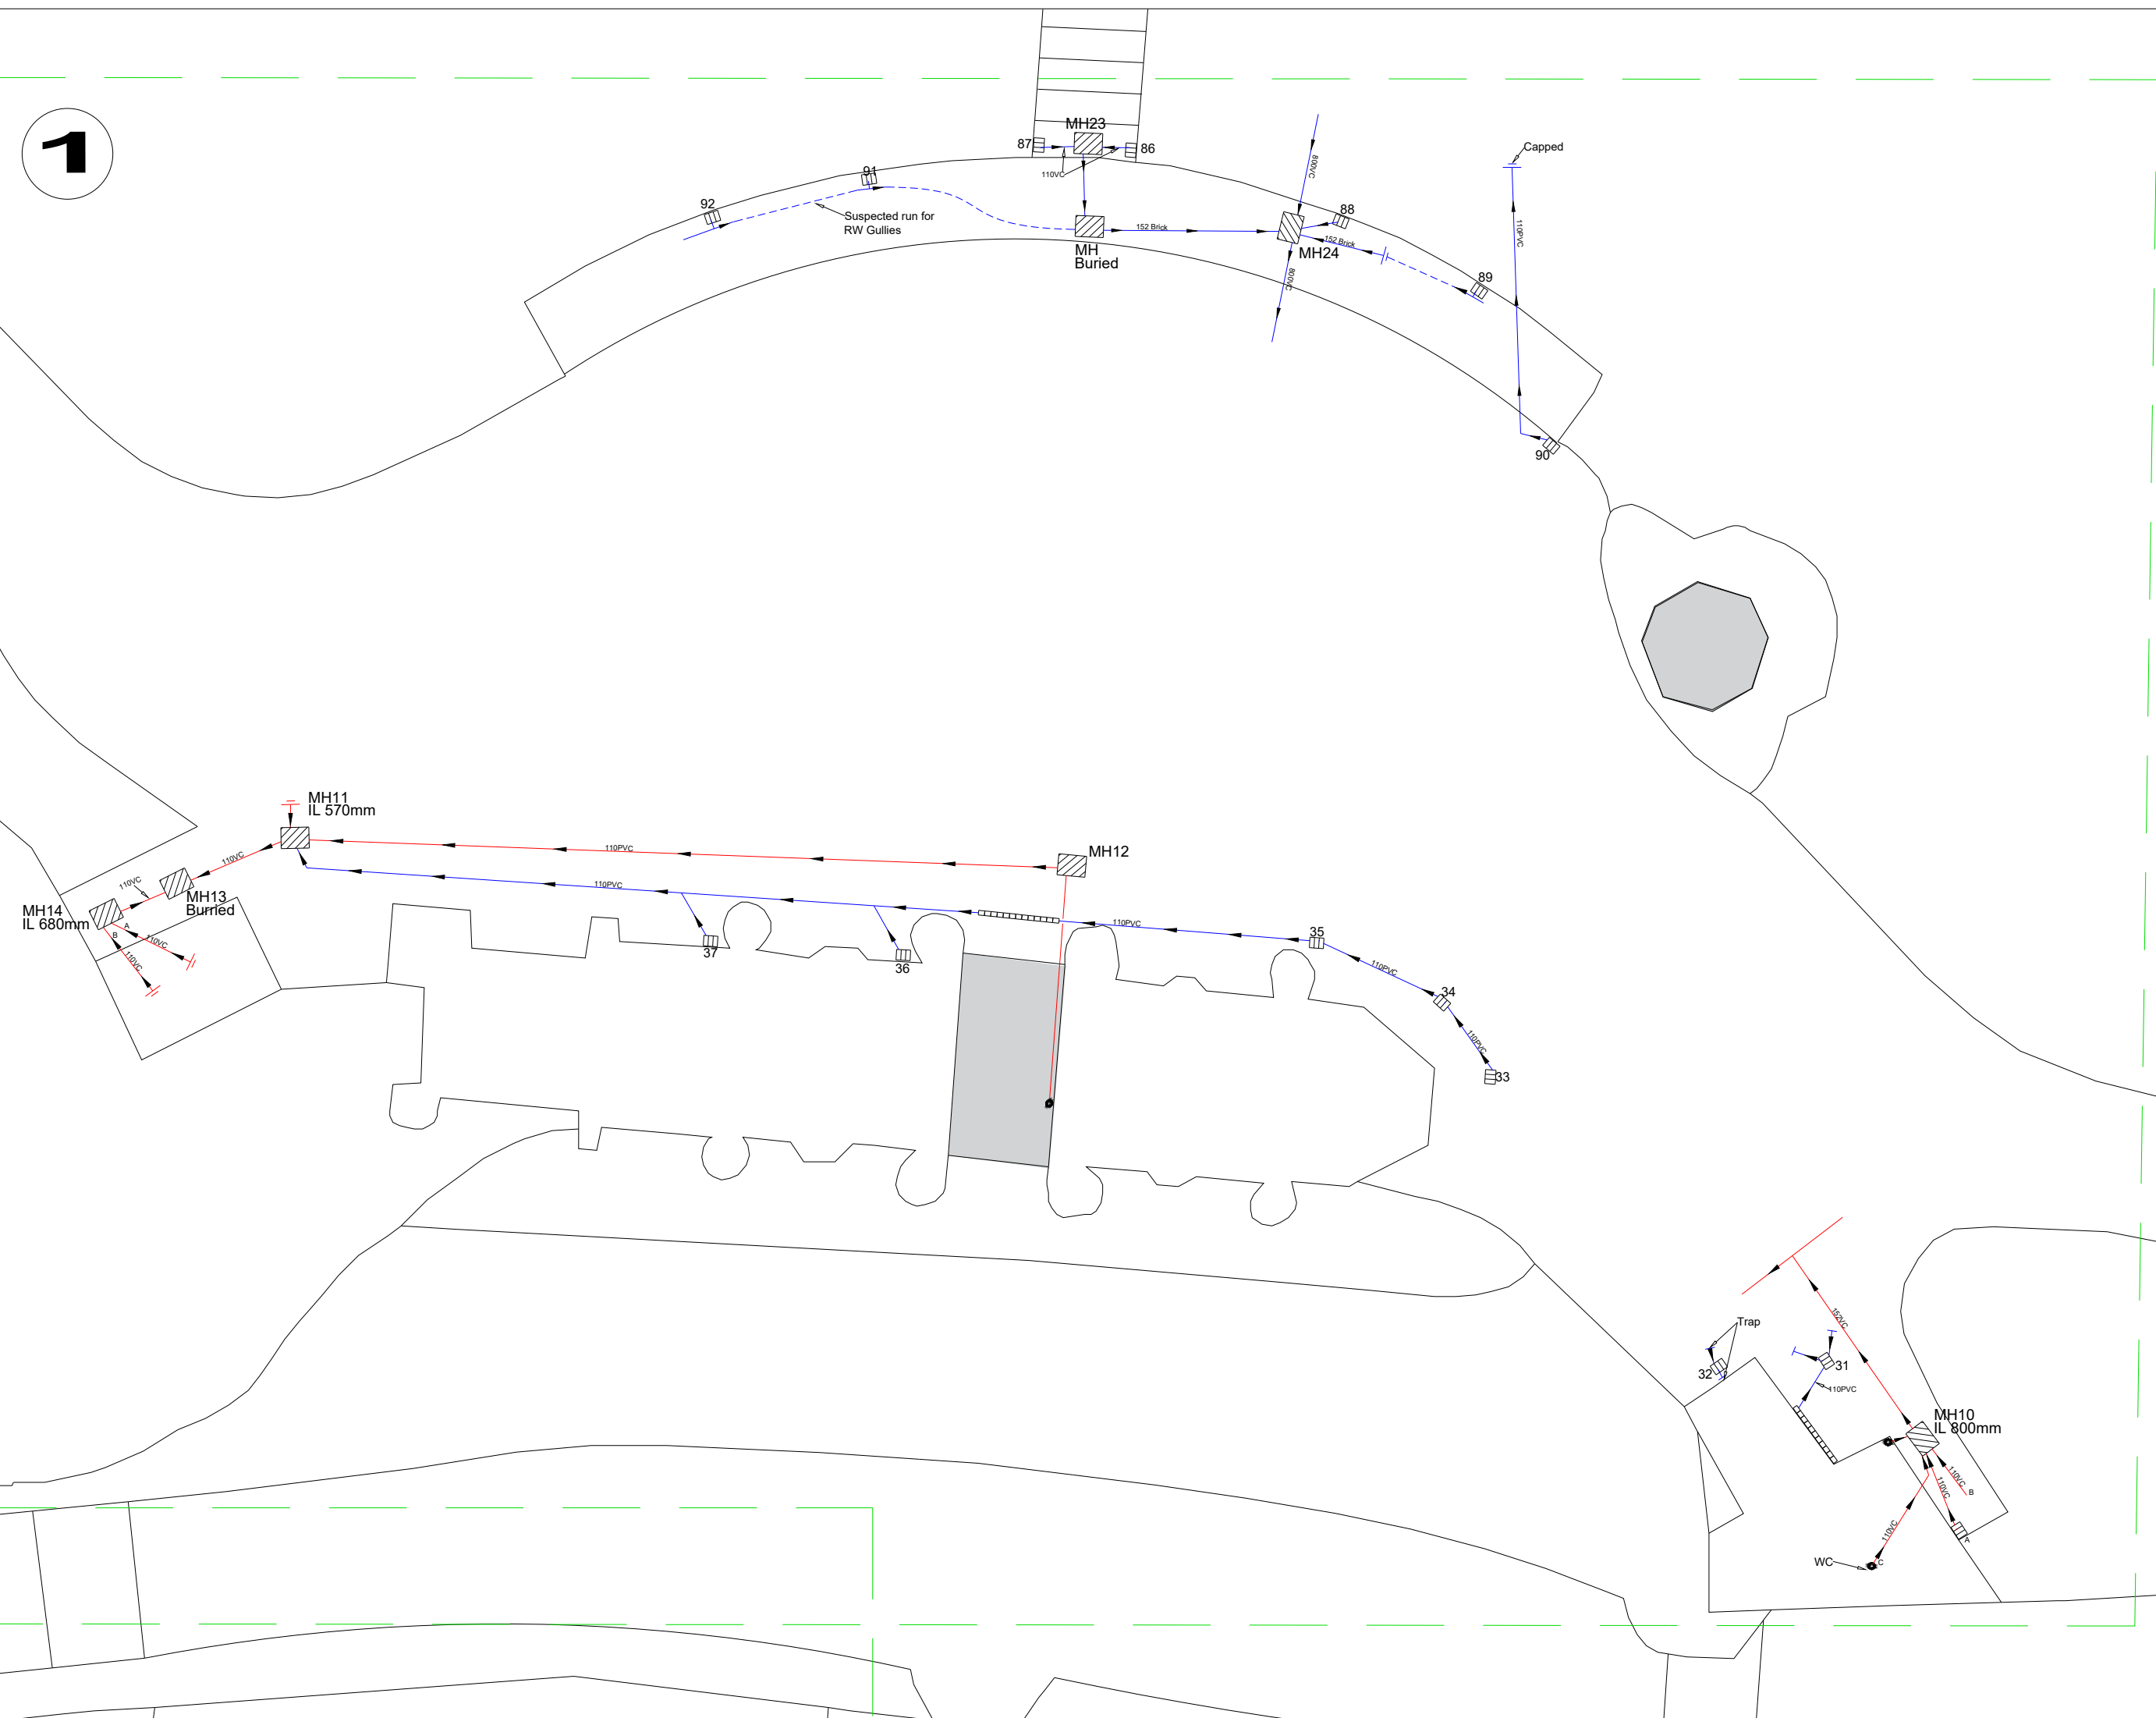 1
MH23
87
86
110VC
91
92
Suspected run for
RW Gullies
MH
Buried
152 Brick
800VC
88
152 Brick
MH24
800VC
89
Capped
110PVC
90
MH11
IL 570mm
110VC
110PVC
MH12
110VC
MH13
Burried
MH14
IL 680mm
A
B
110VC
110VC
110PVC
110PVC
35
37
36
110PVC
34
110PVC
33
Trap
152VC
32
31
110PVC
MH10
IL 800mm
110VC
B
110VC
A
110VC
WC
C